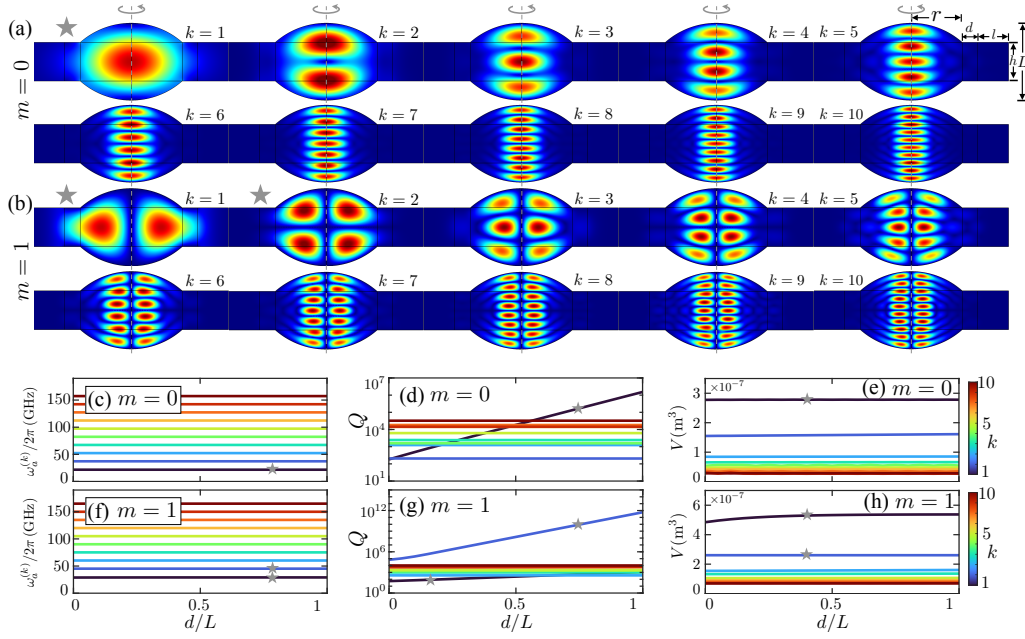 (a) k = 1 k = 2 k = 3 k = 4 k = 5 r d l
m = 0 h L
k = 6 k = 7 k = 8 k = 9 k = 10
(b) k = 1 k = 2 k = 3 k = 4 k = 5
m = 1
k = 6 k = 7 k = 8 k = 9 k = 10
(c) m = 0
ω_a^(k)/2π (GHz)
150
100
50
0
(d) m = 0
Q
10^7
10^4
10^1
(e) m = 0
V(m³)
×10^-7
3
2
1
0
10
5
k
1
(f) m = 1
ω_a^(k)/2π (GHz)
150
100
50
0
0 0.5 1
d/L
(g) m = 1
Q
10^12
10^6
10^0
0 0.5 1
d/L
(h) m = 1
V(m³)
×10^-7
6
4
2
0
0 0.5 1
d/L
10
5
k
1